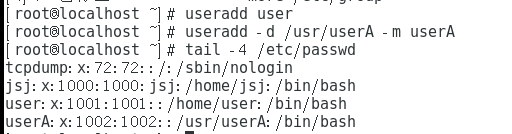 [root@localhost ~]# useradd user
[root@localhost ~]# useradd -d /usr/userA -m userA
[root@localhost ~]# tail -4 /etc/passwd
tcpdump:x:72:72::/:/sbin/nologin
jsj:x:1000:1000:jsj:/home/jsj:/bin/bash
user:x:1001:1001::/home/user:/bin/bash
userA:x:1002:1002::/usr/userA:/bin/bash